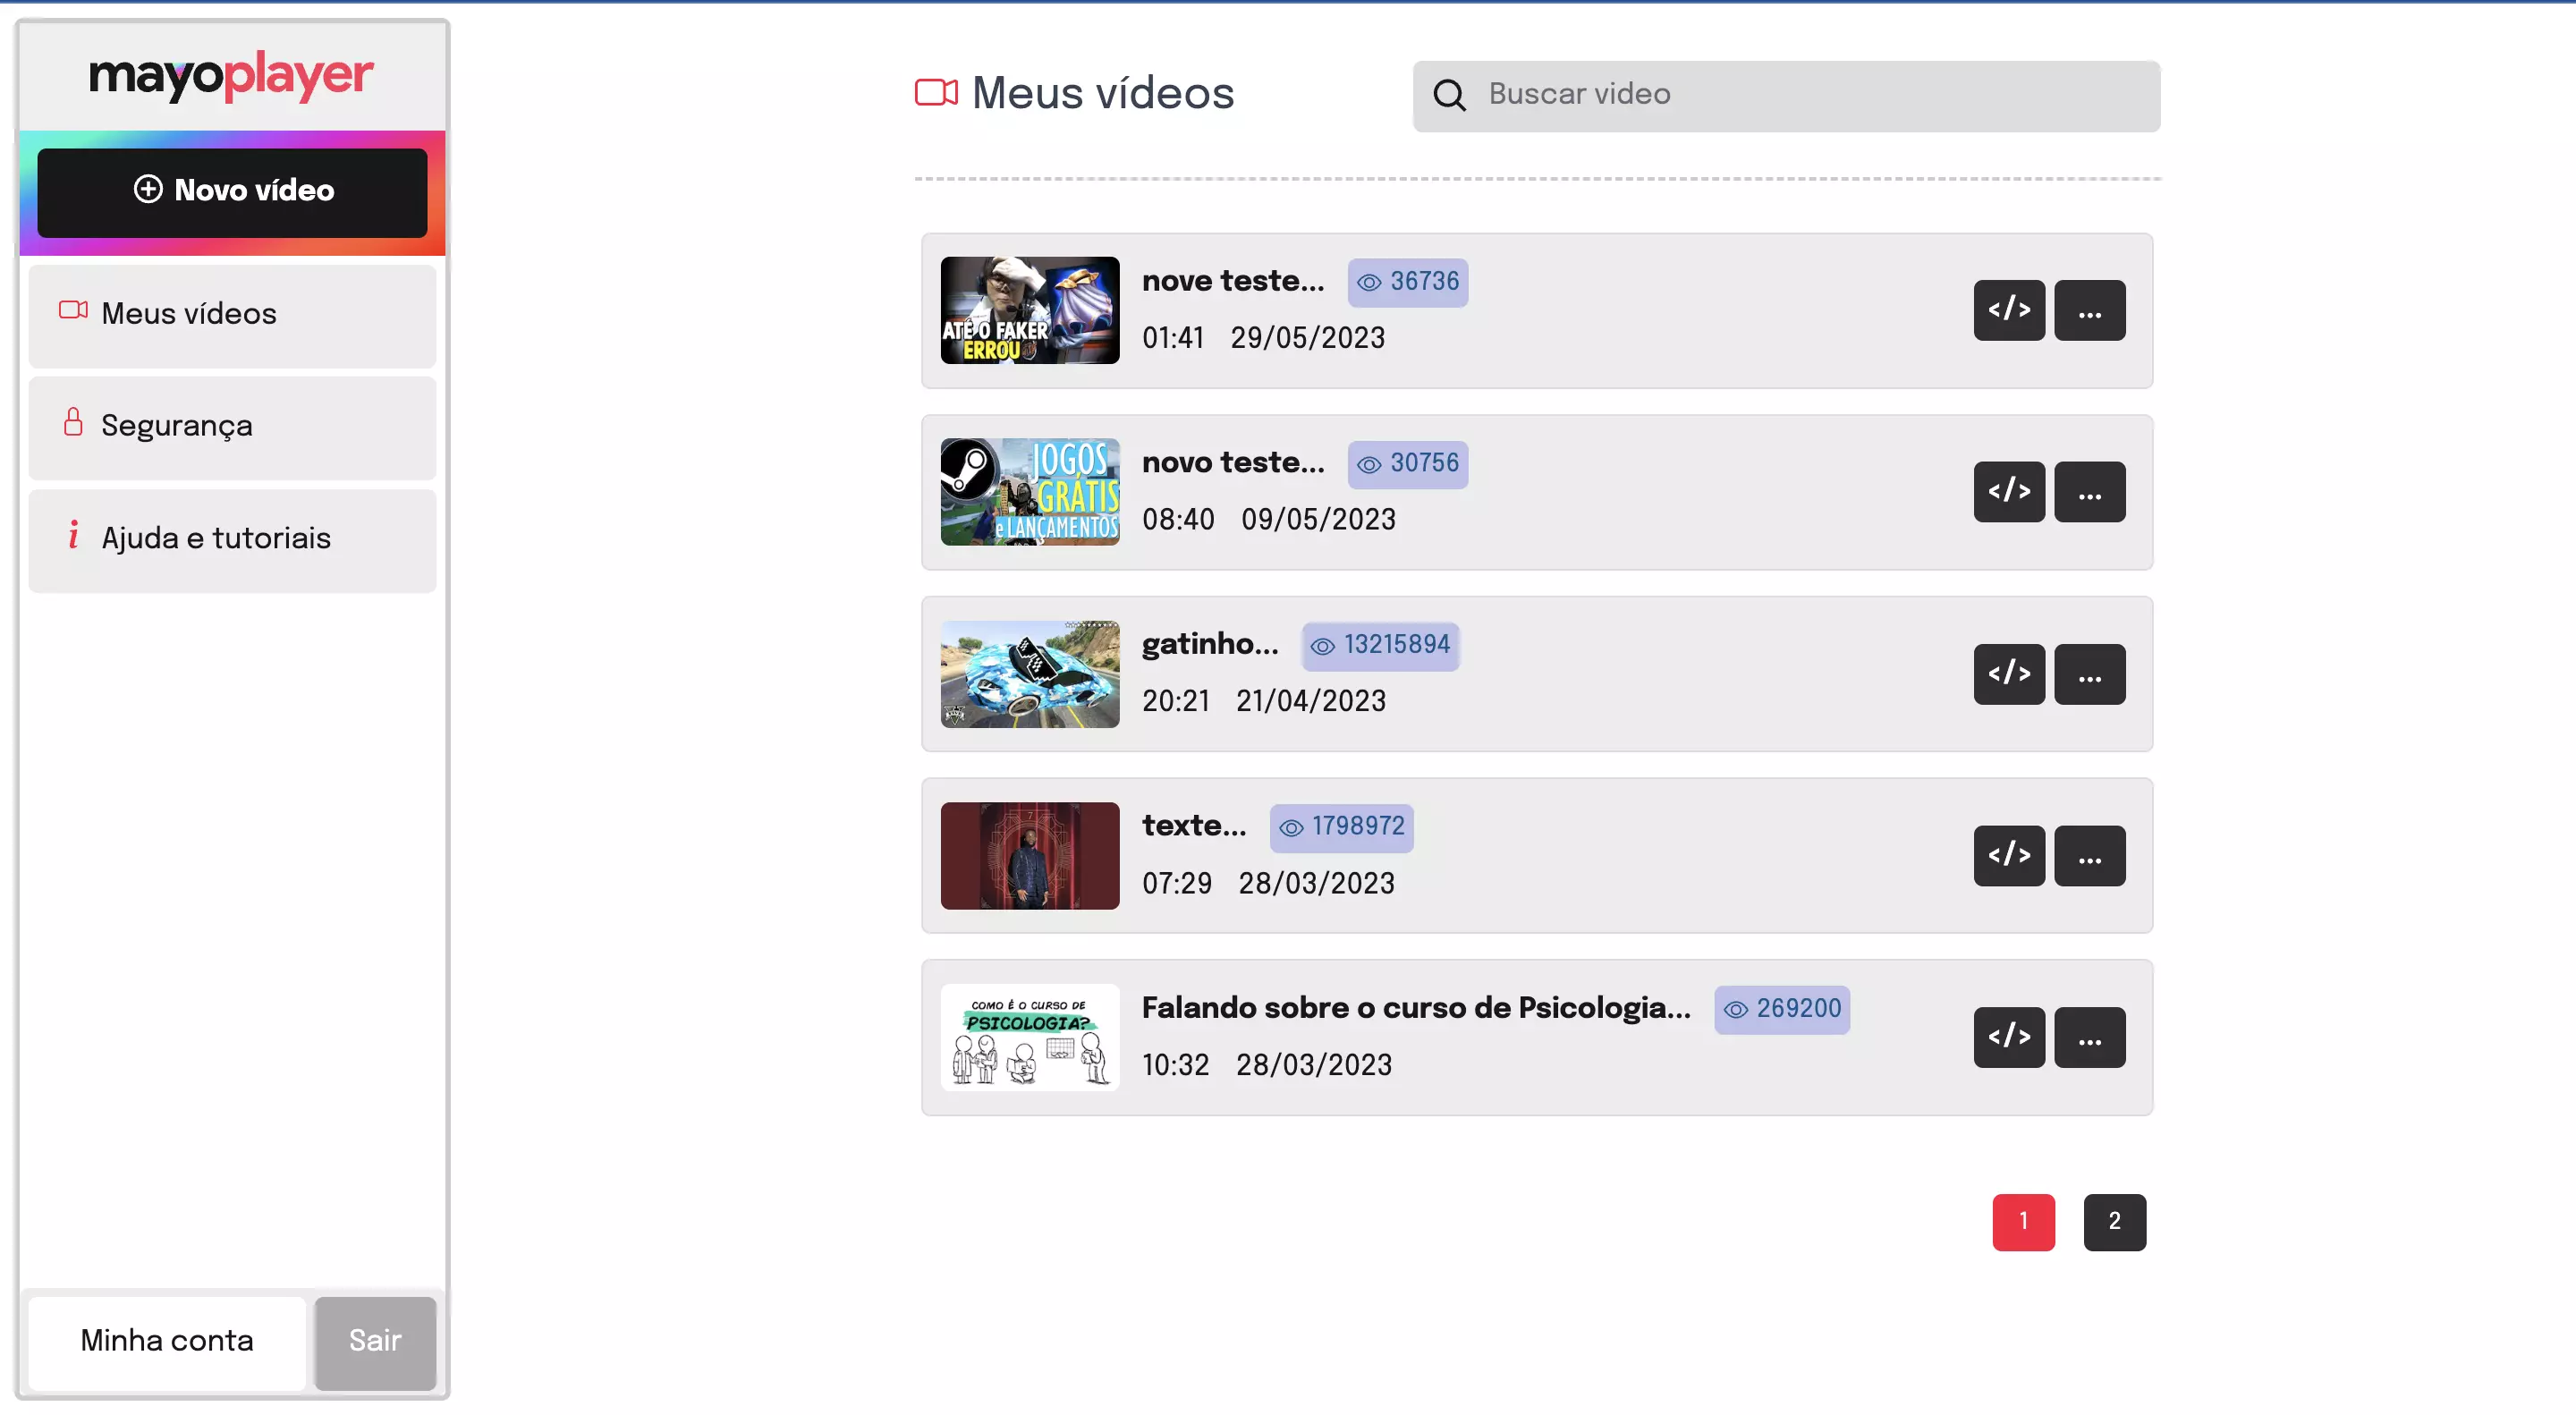 mayoplayer
Novo vídeo
Meus vídeos
Segurança
Ajuda e tutoriais
Minha conta
Sair
Meus vídeos
Buscar video
ATÉ O FAKER
ERROU
nove teste... 36736
01:41 29/05/2023
</>
...
JOGOS
GRÁTIS
e LANÇAMENTOS
novo teste... 30756
08:40 09/05/2023
</>
...
gatinho... 13215894
20:21 21/04/2023
</>
...
7
texte... 1798972
07:29 28/03/2023
</>
...
COMO É O CURSO DE
PSICOLOGIA?
Falando sobre o curso de Psicologia... 269200
10:32 28/03/2023
</>
...
1 2